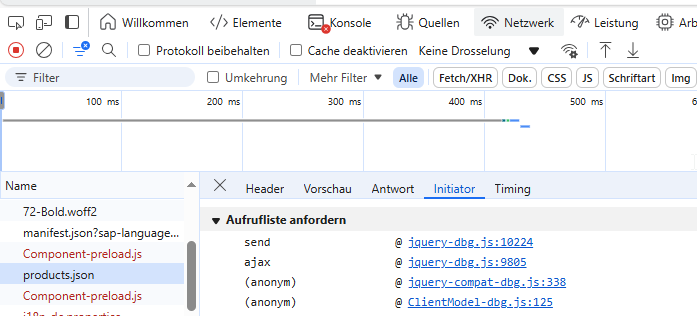 Willkommen </> Elemente Konsole Quellen Netzwerk Leistung Ar
Protokoll beibehalten Cache deaktivieren Keine Drosselung
Filter Umkehrung Mehr Filter Alle Fetch/XHR Dok. CSS JS Schriftart Img
100 ms 200 ms 300 ms 400 ms 500 ms 6
Name
72-Bold.woff2
manifest.json?sap-language...
Component-preload.js
products.json
Component-preload.js
Header Vorschau Antwort Initiator Timing
Aufrufliste anfordern
send @ jquery-dbg.js:10224
ajax @ jquery-dbg.js:9805
(anonym) @ jquery-compat-dbg.js:338
(anonym) @ ClientModel-dbg.js:125